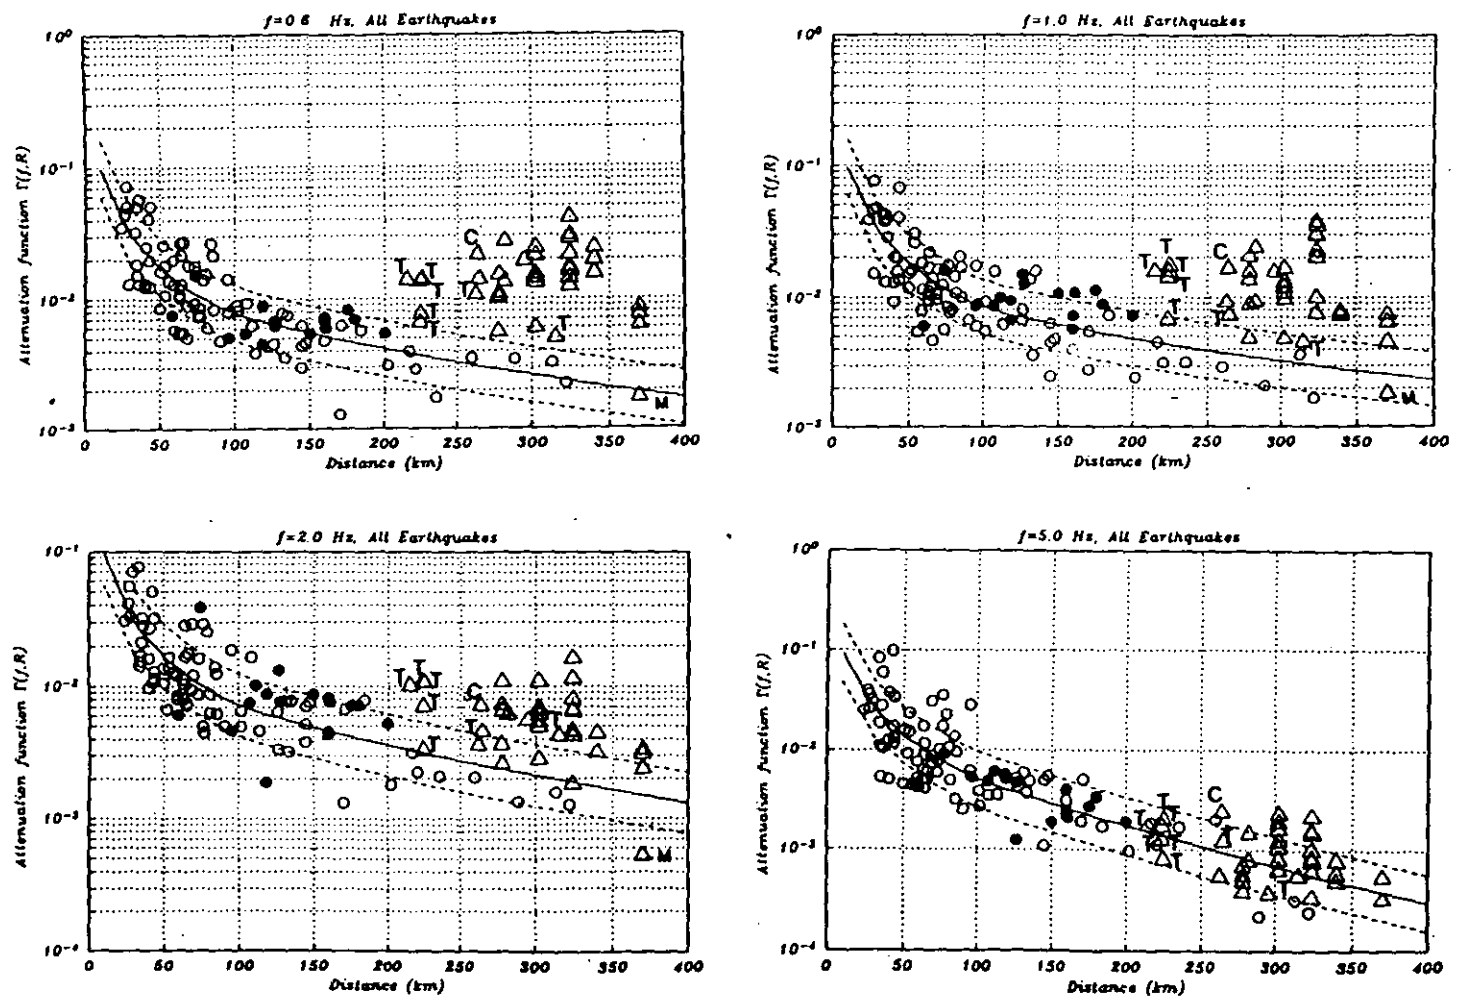 f=0.6 Hz, All Earthquakes
10⁰
10⁻¹
10⁻²
10⁻³
Attenuation function Γ(f,R)
C
T T
T T
T
T T
M
0 50 100 150 200 250 300 350 400
Distance (km)
f=1.0 Hz, All Earthquakes
10⁰
10⁻¹
10⁻²
10⁻³
Attenuation function Γ(f,R)
T C
T T
T
T T
T
M
0 50 100 150 200 250 300 350 400
Distance (km)
f=2.0 Hz, All Earthquakes
10⁻¹
10⁻²
10⁻³
10⁻⁴
Attenuation function Γ(f,R)
T
T T C
T T T
T
M
0 50 100 150 200 250 300 350 400
Distance (km)
f=5.0 Hz, All Earthquakes
10⁰
10⁻¹
10⁻²
10⁻³
10⁻⁴
Attenuation function Γ(f,R)
T C
T T
T T T
T
T
0 50 100 150 200 250 300 350 400
Distance (km)